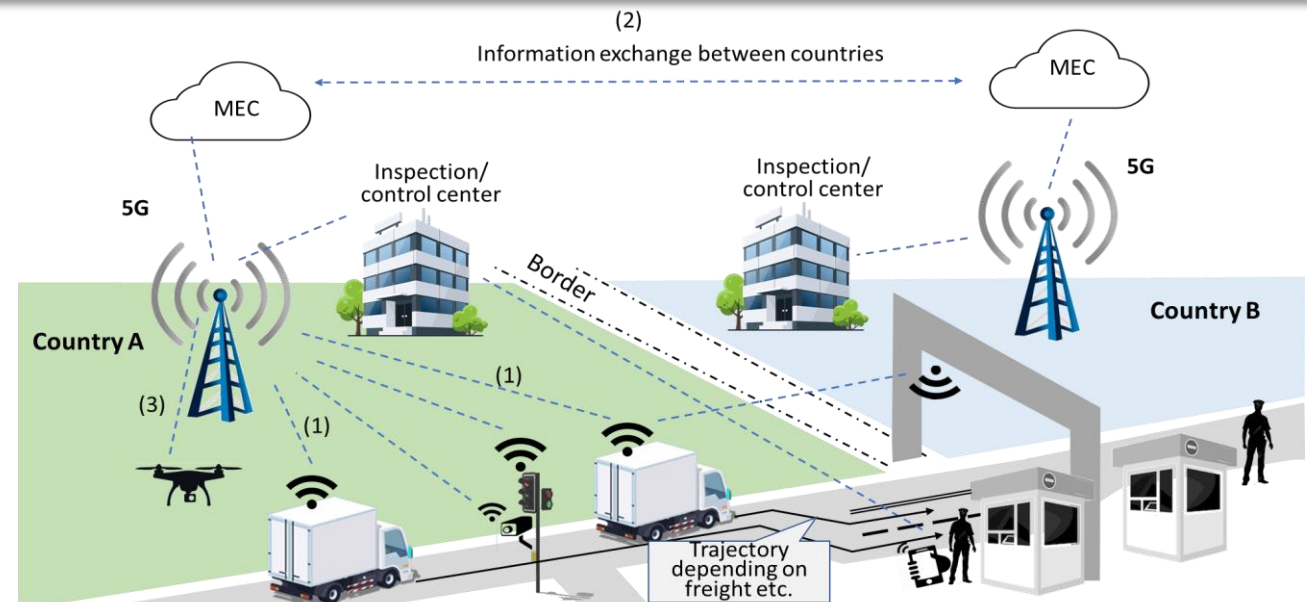 (2)
Information exchange between countries
MEC
MEC
Inspection/
control center
Inspection/
control center
5G
5G
Border
Country A
Country B
(1)
(3)
(1)
Trajectory
depending on
freight etc.